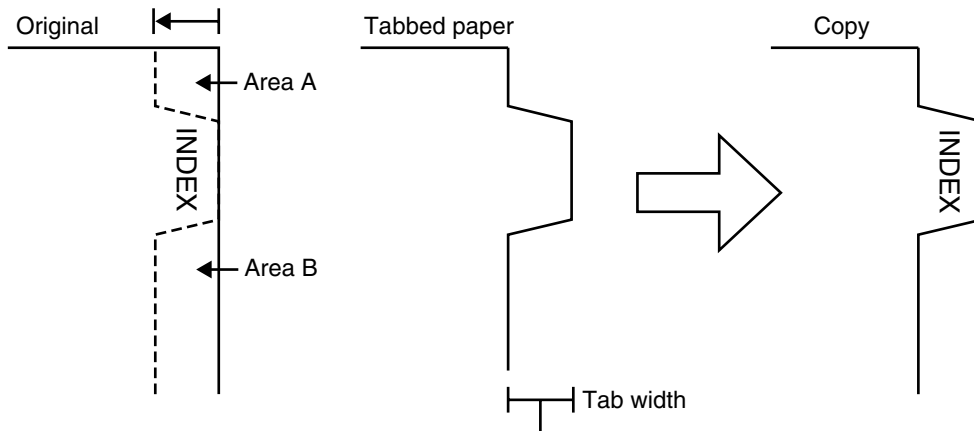 Original
Tabbed paper
Copy
Area A
INDEX
INDEX
Area B
Tab width